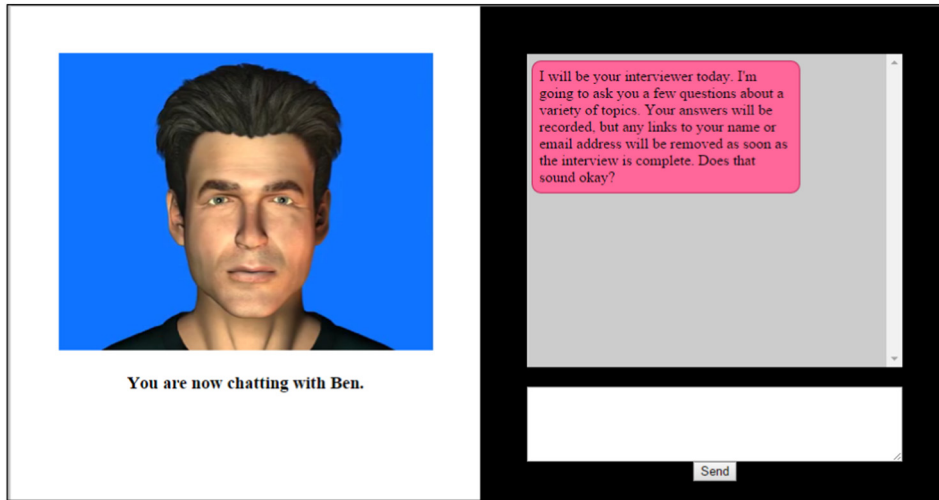 I will be your interviewer today. I'm
going to ask you a few questions about a
variety of topics. Your answers will be
recorded, but any links to your name or
email address will be removed as soon as
the interview is complete. Does that
sound okay?
You are now chatting with Ben.
Send